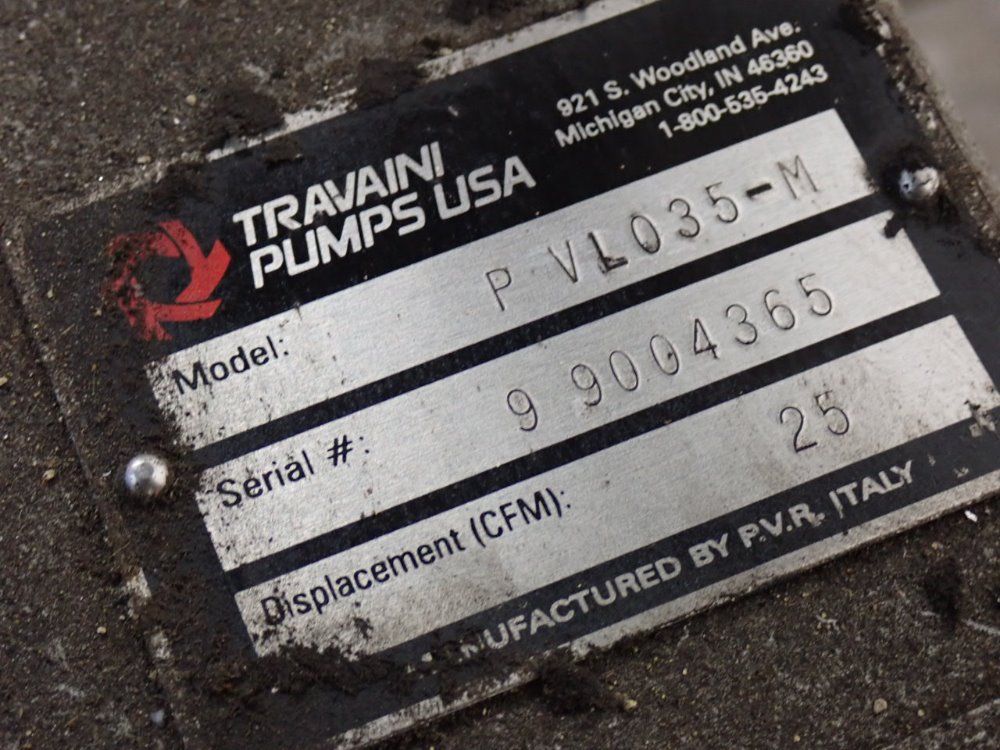 921 S. Woodland Ave.
Michigan City, IN 46360
1-800-535-4243
TRAVAINI
PUMPS USA
Model: P VL035-M
Serial #: 9 9004365
Displacement (CFM): 25
MANUFACTURED BY P.V.R. ITALY